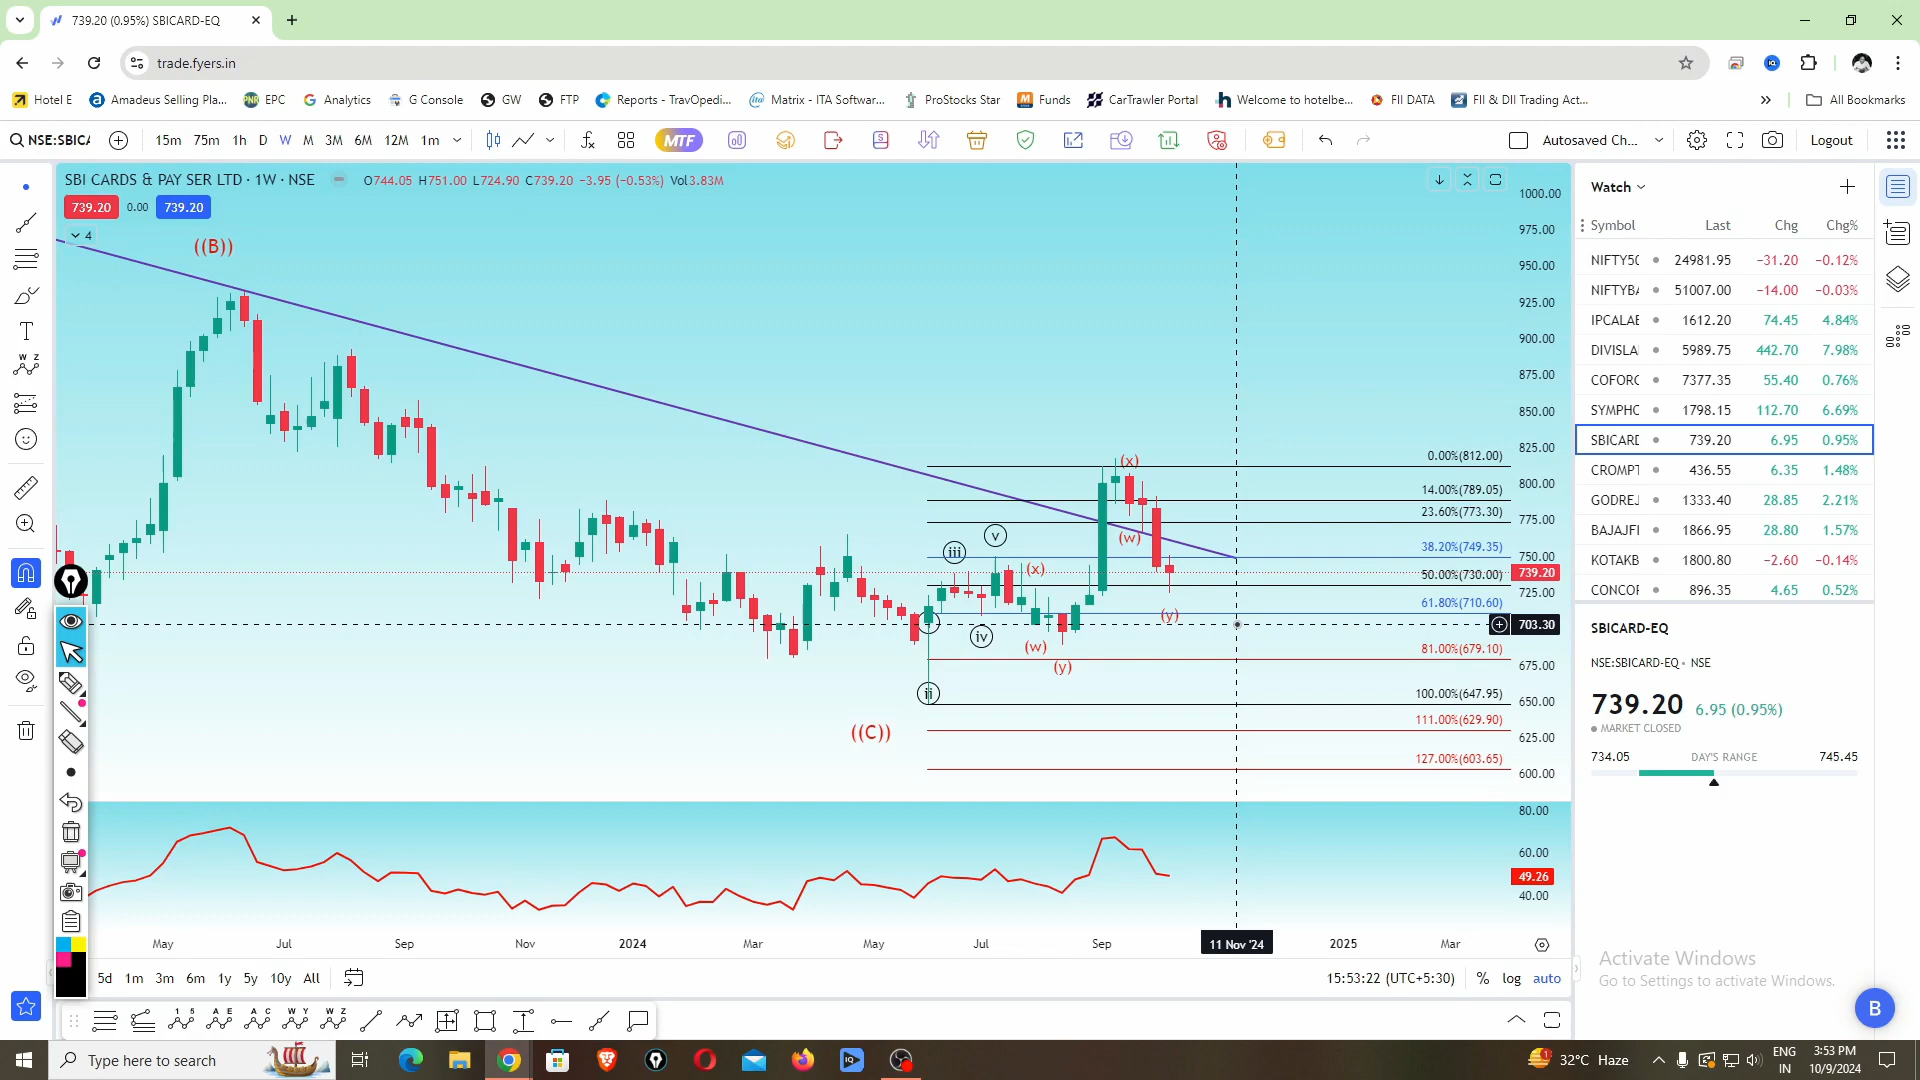 739.20 (0.95%) SBICARD-EQ
trade.fyers.in
Hotel E
Amadeus Selling Pla...
EPC
Analytics
G Console
GW
FTP
Reports - TravOpedi...
Matrix - ITA Softwar...
ProStocks Star
Funds
CarTrawler Portal
Welcome to hotelbe...
FII DATA
FII & DII Trading Act...
All Bookmarks
NSE:SBICA
15m 75m 1h D W M 3M 6M 12M 1m
MTF
Autosaved Ch...
Logout
SBI CARDS & PAY SER LTD · 1W · NSE
O744.05 H751.00 L724.90 C739.20 −3.95 (−0.53%) Vol3.83M
739.20 0.00 739.20
4
((B))
(x)
(w)
(y)
v
iii
(x)
iv
(w)
(y)
ii
((C))
0.00%(812.00)
14.00%(789.05)
23.60%(773.30)
38.20%(749.35)
50.00%(730.00)
61.80%(710.60)
81.00%(679.10)
100.00%(647.95)
111.00%(629.90)
127.00%(603.65)
1000.00
975.00
950.00
925.00
900.00
875.00
850.00
825.00
800.00
775.00
750.00
739.20
725.00
703.30
675.00
650.00
625.00
600.00
80.00
60.00
49.26
40.00
May Jul Sep Nov 2024 Mar May Jul Sep 11 Nov '24 2025 Mar
5d 1m 3m 6m 1y 5y 10y All
15:53:22 (UTC+5:30) % log auto
Watch
Symbol Last Chg Chg%
NIFTY50 24981.95 −31.20 −0.12%
NIFTYBA 51007.00 −14.00 −0.03%
IPCALAB 1612.20 74.45 4.84%
DIVISLA 5989.75 442.70 7.98%
COFORG 7377.35 55.40 0.76%
SYMPHO 1798.15 112.70 6.69%
SBICARD 739.20 6.95 0.95%
CROMPT 436.55 6.35 1.48%
GODREJ 1333.40 28.85 2.21%
BAJAJFI 1866.95 28.80 1.57%
KOTAKB 1800.80 −2.60 −0.14%
CONCOR 896.35 4.65 0.52%
SBICARD-EQ
NSE:SBICARD-EQ • NSE
739.20 6.95 (0.95%)
MARKET CLOSED
734.05 DAY'S RANGE 745.45
Activate Windows
Go to Settings to activate Windows.
B
Type here to search
32°C Haze
ENG
IN
3:53 PM
10/9/2024